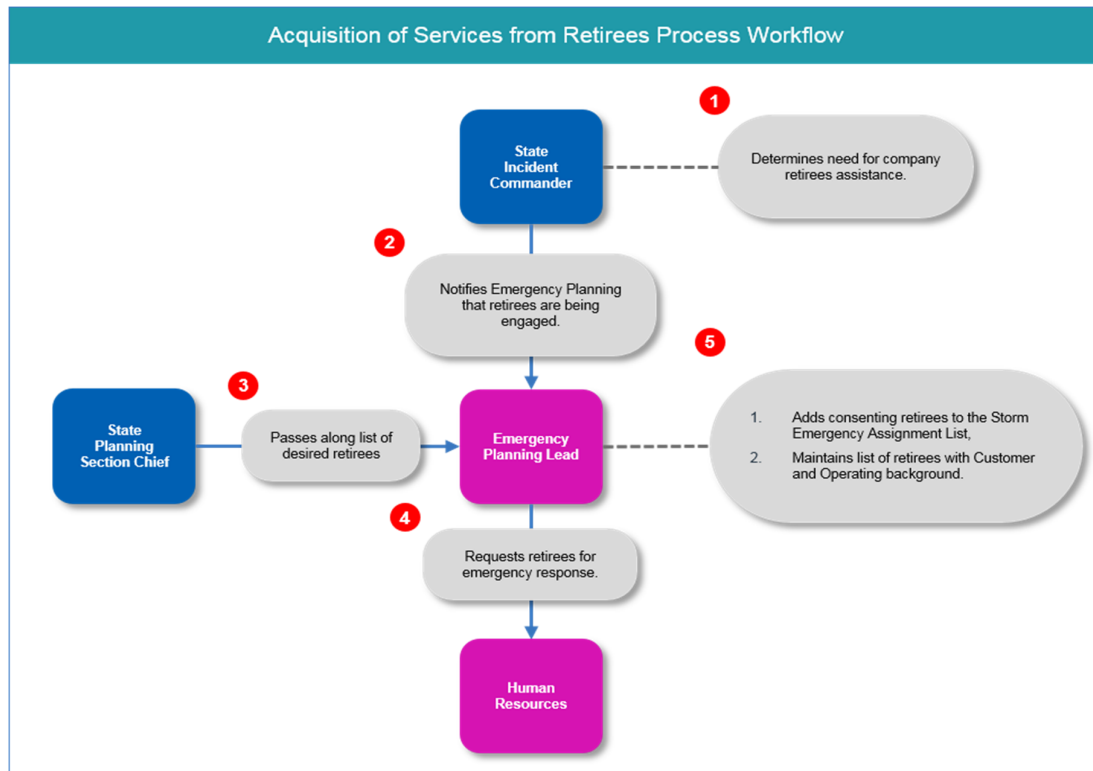 Acquisition of Services from Retirees Process Workflow
1
State
Incident
Commander
Determines need for company
retirees assistance.
2
Notifies Emergency Planning
that retirees are being
engaged.
3
State
Planning
Section Chief
Passes along list of
desired retirees
Emergency
Planning Lead
5
1. Adds consenting retirees to the Storm
Emergency Assignment List,
2. Maintains list of retirees with Customer
and Operating background.
4
Requests retirees for
emergency response.
Human
Resources